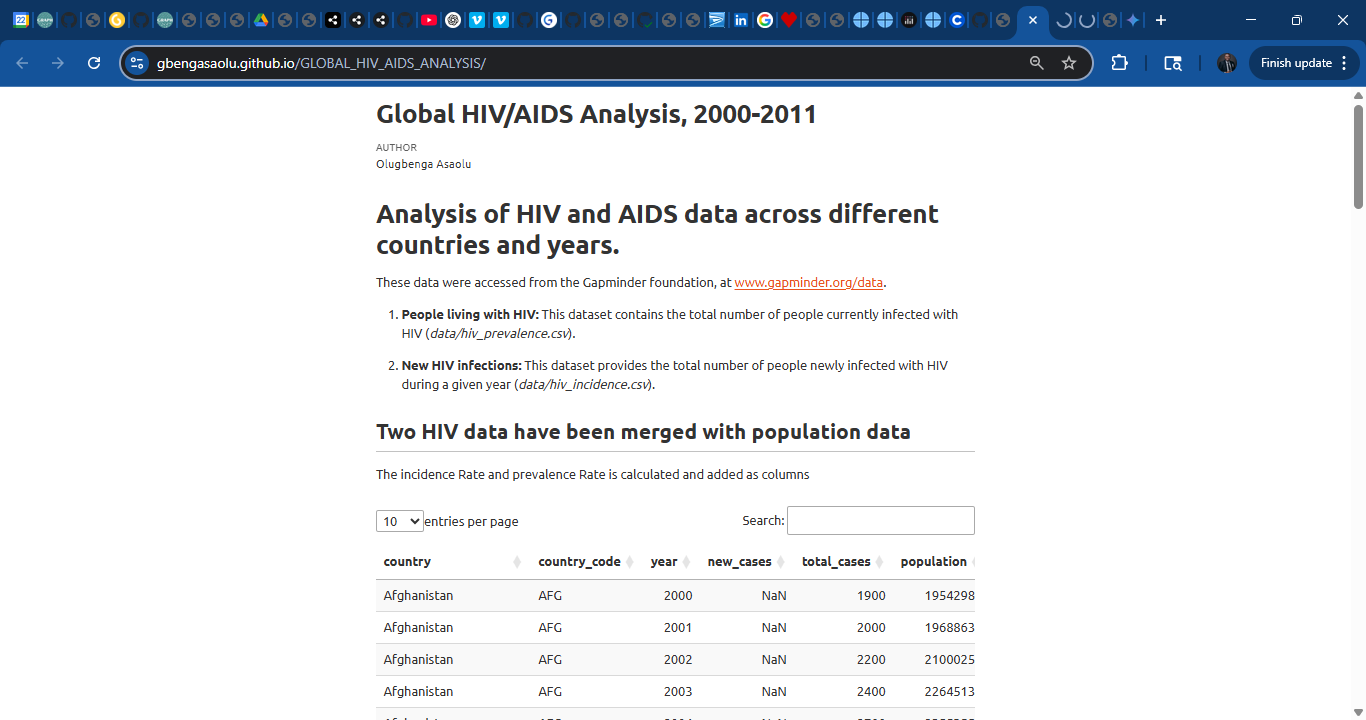 22
gbengasaolu.github.io/GLOBAL_HIV_AIDS_ANALYSIS/
Finish update
Global HIV/AIDS Analysis, 2000-2011
AUTHOR
Olugbenga Asaolu
Analysis of HIV and AIDS data across different
countries and years.
These data were accessed from the Gapminder foundation, at www.gapminder.org/data.
1. People living with HIV: This dataset contains the total number of people currently infected with
HIV (data/hiv_prevalence.csv).
2. New HIV infections: This dataset provides the total number of people newly infected with HIV
during a given year (data/hiv_incidence.csv).
Two HIV data have been merged with population data
The incidence Rate and prevalence Rate is calculated and added as columns
10 entries per page Search:
country country_code year new_cases total_cases population
Afghanistan AFG 2000 NaN 1900 1954298
Afghanistan AFG 2001 NaN 2000 1968863
Afghanistan AFG 2002 NaN 2200 2100025
Afghanistan AFG 2003 NaN 2400 2264513